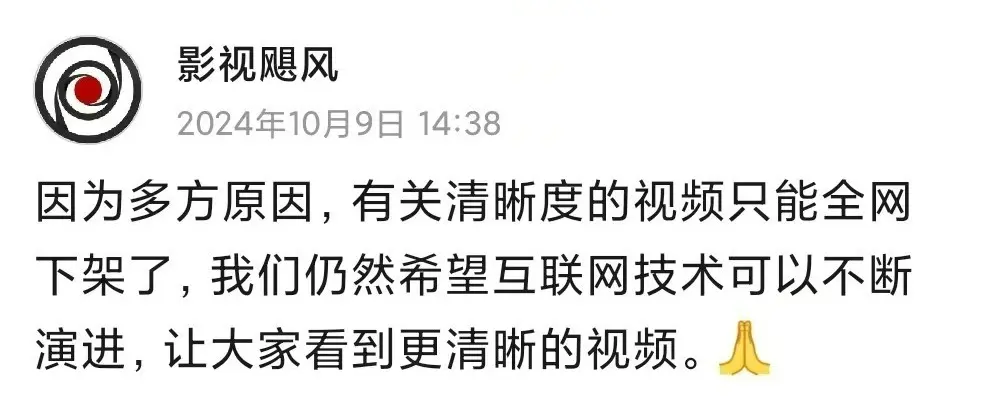 影视飓风
2024年10月9日 14:38
因为多方原因，有关清晰度的视频只能全网
下架了，我们仍然希望互联网技术可以不断
演进，让大家看到更清晰的视频。🙏